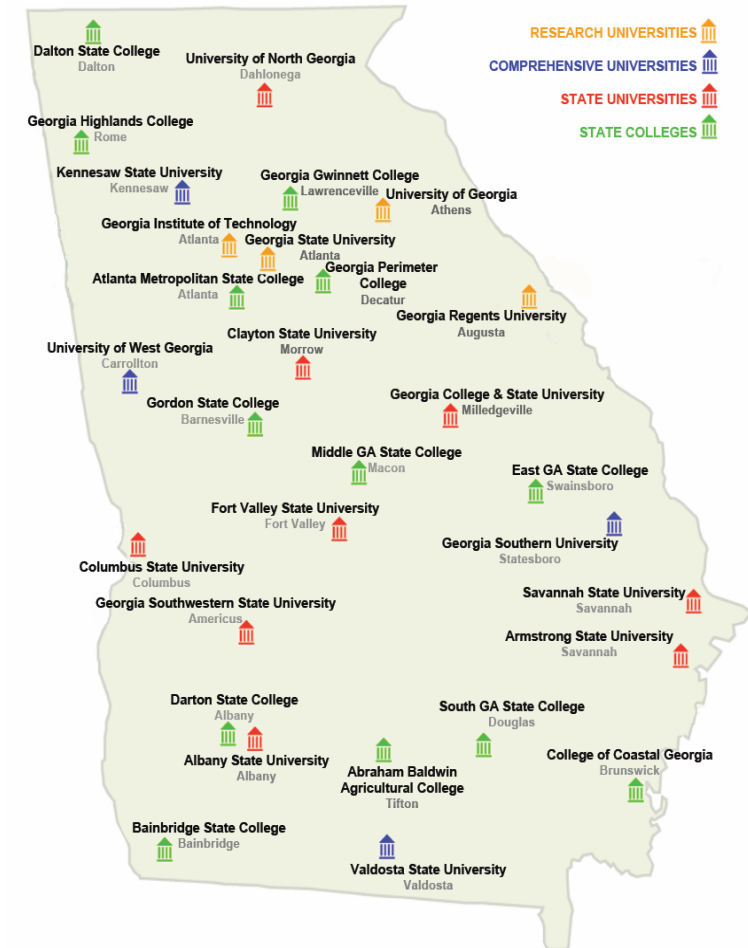 RESEARCH UNIVERSITIES
COMPREHENSIVE UNIVERSITIES
STATE UNIVERSITIES
STATE COLLEGES
Dalton State College
Dalton
University of North Georgia
Dahlonega
Georgia Highlands College
Rome
Kennesaw State University
Kennesaw
Georgia Gwinnett College
Lawrenceville
University of Georgia
Athens
Georgia Institute of Technology
Atlanta
Georgia State University
Atlanta
Atlanta Metropolitan State College
Atlanta
Georgia Perimeter
College
Decatur
Georgia Regents University
Augusta
Clayton State University
Morrow
University of West Georgia
Carrollton
Georgia College & State University
Milledgeville
Gordon State College
Barnesville
Middle GA State College
Macon
East GA State College
Swainsboro
Fort Valley State University
Fort Valley
Georgia Southern University
Statesboro
Columbus State University
Columbus
Savannah State University
Savannah
Georgia Southwestern State University
Americus
Armstrong State University
Savannah
Darton State College
Albany
South GA State College
Douglas
Albany State University
Albany
Abraham Baldwin
Agricultural College
Tifton
College of Coastal Georgia
Brunswick
Bainbridge State College
Bainbridge
Valdosta State University
Valdosta